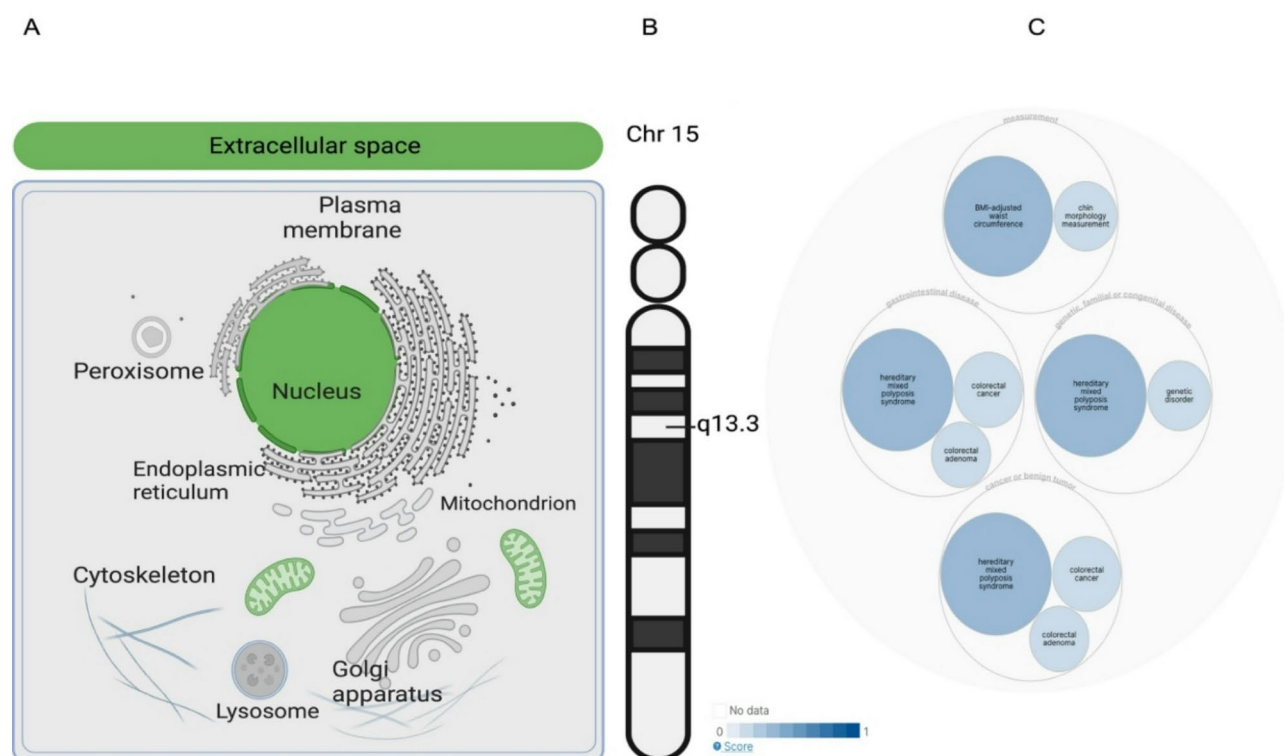 A
B
C
Extracellular space
Plasma
membrane
Peroxisome
Nucleus
Endoplasmic
reticulum
Mitochondrion
Cytoskeleton
Golgi
apparatus
Lysosome
Chr 15
q13.3
measurement
BMI-adjusted
waist
circumference
chin
morphology
measurement
gastrointestinal disease
hereditary
mixed
polyposis
syndrome
colorectal
cancer
colorectal
adenoma
genetic, familial or congenital disease
hereditary
mixed
polyposis
syndrome
genetic
disorder
cancer or benign tumor
hereditary
mixed
polyposis
syndrome
colorectal
cancer
colorectal
adenoma
No data
0
1
? Score